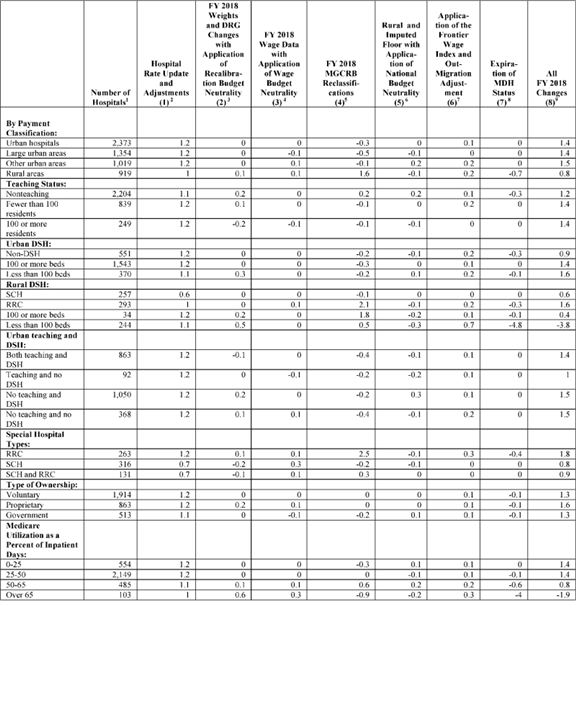 Number of Hospitals1 | Hospital Rate Update and Adjustments (1) 2 | FY 2018 Weights and DRG Changes with Application of Recalibra-tion Budget Neutrality (2) 3 | FY 2018 Wage Data with Application of Wage Budget Neutrality (3) 4 | FY 2018 MGCRB Reclassifi-cations (4)5 | Rural and Imputed Floor with Applica-tion of National Budget Neutrality (5) 6 | Applica-tion of the Frontier Wage Index and Out-Migration Adjust-ment (6)7 | Expira-tion of MDH Status (7) 8 | All FY 2018 Changes (8)9
By Payment Classification:
Urban hospitals 2,373 1.2 0 0 -0.3 0 0.1 0 1.4
Large urban areas 1,354 1.2 0 -0.1 -0.5 -0.1 0 0 1.4
Other urban areas 1,019 1.2 0 0.1 -0.1 0.2 0.2 0 1.5
Rural areas 919 1 0.1 0.1 1.6 -0.1 0.2 -0.7 0.8
Teaching Status:
Nonteaching 2,204 1.1 0.2 0 0.2 0.2 0.1 -0.3 1.2
Fewer than 100 residents 839 1.2 0.1 0 -0.1 0 0.2 0 1.4
100 or more residents 249 1.2 -0.2 -0.1 -0.1 -0.1 0 0 1.4
Urban DSH:
Non-DSH 551 1.2 0 0 -0.2 -0.1 0.2 -0.3 0.9
100 or more beds 1,543 1.2 0 0 -0.3 0 0.1 0 1.4
Less than 100 beds 370 1.1 0.3 0 -0.2 0.1 0.2 -0.1 1.6
Rural DSH:
SCH 257 0.6 0 0 -0.1 0 0 0 0.6
RRC 293 1 0 0.1 2.1 -0.1 0.2 -0.3 1.6
100 or more beds 34 1.2 0.2 0 1.8 -0.2 0.1 -0.1 0.4
Less than 100 beds 244 1.1 0.5 0 0.5 -0.3 0.7 -4.8 -3.8
Urban teaching and DSH:
Both teaching and DSH 863 1.2 -0.1 0 -0.4 -0.1 0.1 0 1.4
Teaching and no DSH 92 1.2 0 -0.1 -0.2 -0.2 0.1 0 1
No teaching and DSH 1,050 1.2 0.2 0 -0.2 0.3 0.1 0 1.5
No teaching and no DSH 368 1.2 0.1 0.1 -0.4 -0.1 0.2 0 1.5
Special Hospital Types:
RRC 263 1.2 0.1 0.1 2.5 -0.1 0.3 -0.4 1.8
SCH 316 0.7 -0.2 0.3 -0.2 -0.1 0 0 0.8
SCH and RRC 131 0.7 -0.1 0.1 0.3 0 0 0 0.9
Type of Ownership:
Voluntary 1,914 1.2 0 0 0 0 0.1 -0.1 1.3
Proprietary 863 1.2 0.2 0.1 0 0 0.1 -0.1 1.6
Government 513 1.1 0 -0.1 -0.2 0.1 0.1 -0.1 1.3
Medicare Utilization as a Percent of Inpatient Days:
0-25 554 1.2 0 0 -0.3 0.1 0.1 0 1.4
25-50 2,149 1.2 0 0 0 -0.1 0.1 -0.1 1.4
50-65 485 1.1 0.1 0.1 0.6 0.2 0.2 -0.6 0.8
Over 65 103 1 0.6 0.3 -0.9 -0.2 0.3 -4 -1.9